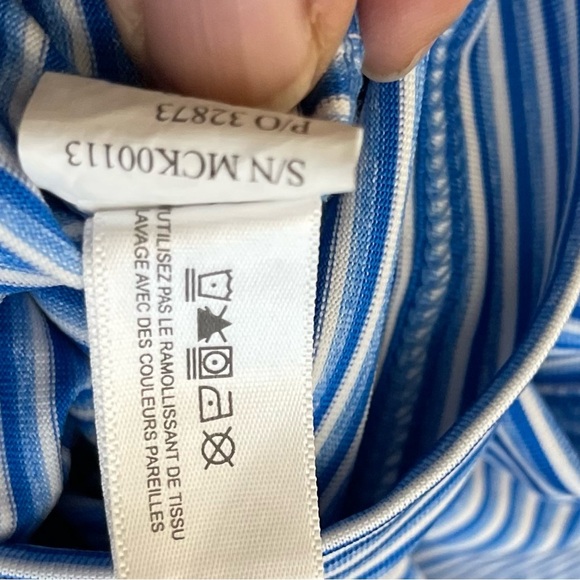 S/N MCK00113
P/O 32873
LAVAGE AVEC DES COULEURS PAREILLES
N'UTILISEZ PAS LE RAMOLLISSANT DE TISSU